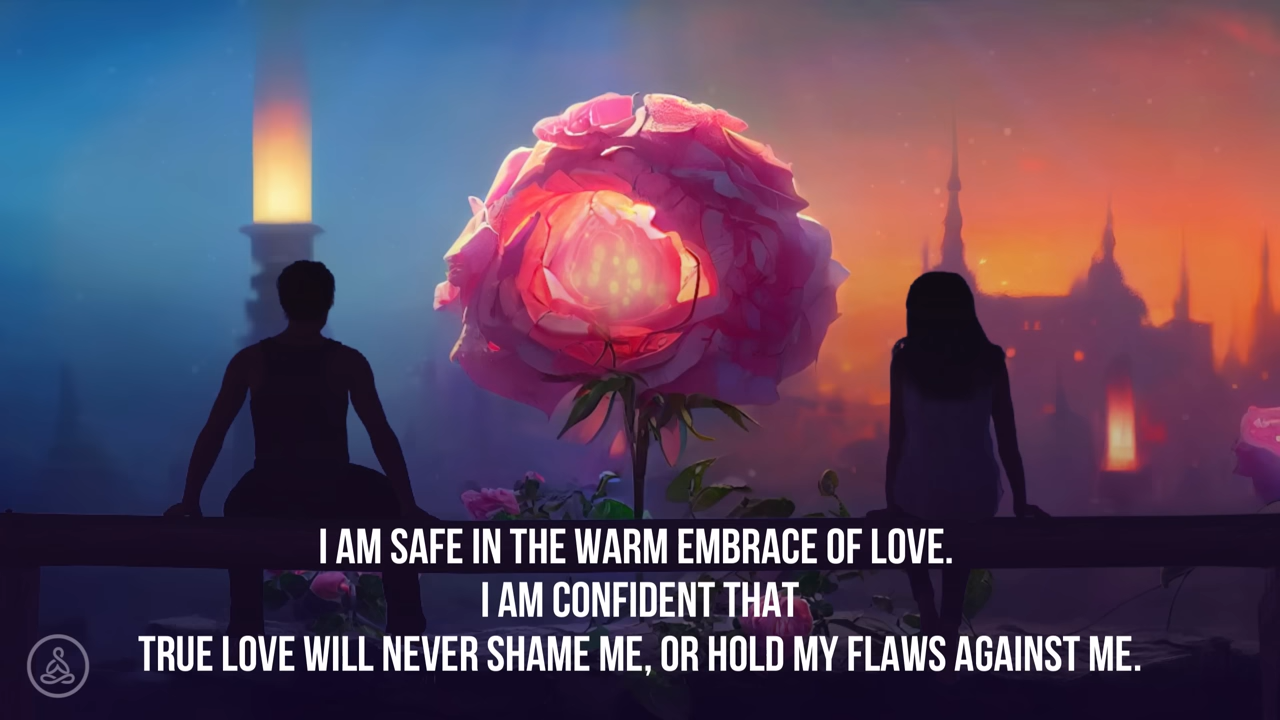 I AM SAFE IN THE WARM EMBRACE OF LOVE.
I AM CONFIDENT THAT
TRUE LOVE WILL NEVER SHAME ME, OR HOLD MY FLAWS AGAINST ME.